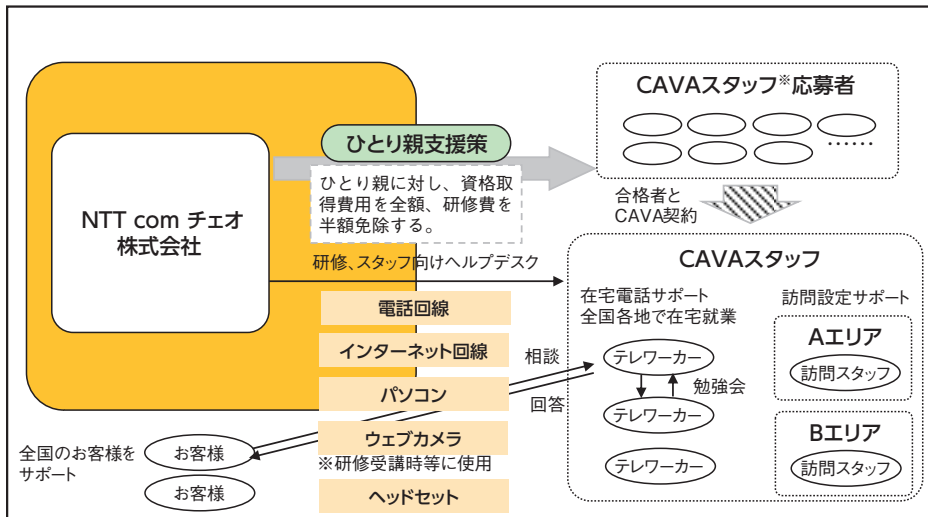 CAVAスタッフ※応募者
……
ひとり親支援策
ひとり親に対し、資格取
得費用を全額、研修費を
半額免除する。
NTT com チェオ
株式会社
合格者と
CAVA契約
研修、スタッフ向けヘルプデスク
CAVAスタッフ
在宅電話サポート
全国各地で在宅就業
訪問設定サポート
電話回線
インターネット回線
パソコン
ウェブカメラ
※研修受講時等に使用
ヘッドセット
相談
回答
テレワーカー
勉強会
テレワーカー
テレワーカー
Aエリア
訪問スタッフ
Bエリア
訪問スタッフ
全国のお客様を
サポート
お客様
お客様